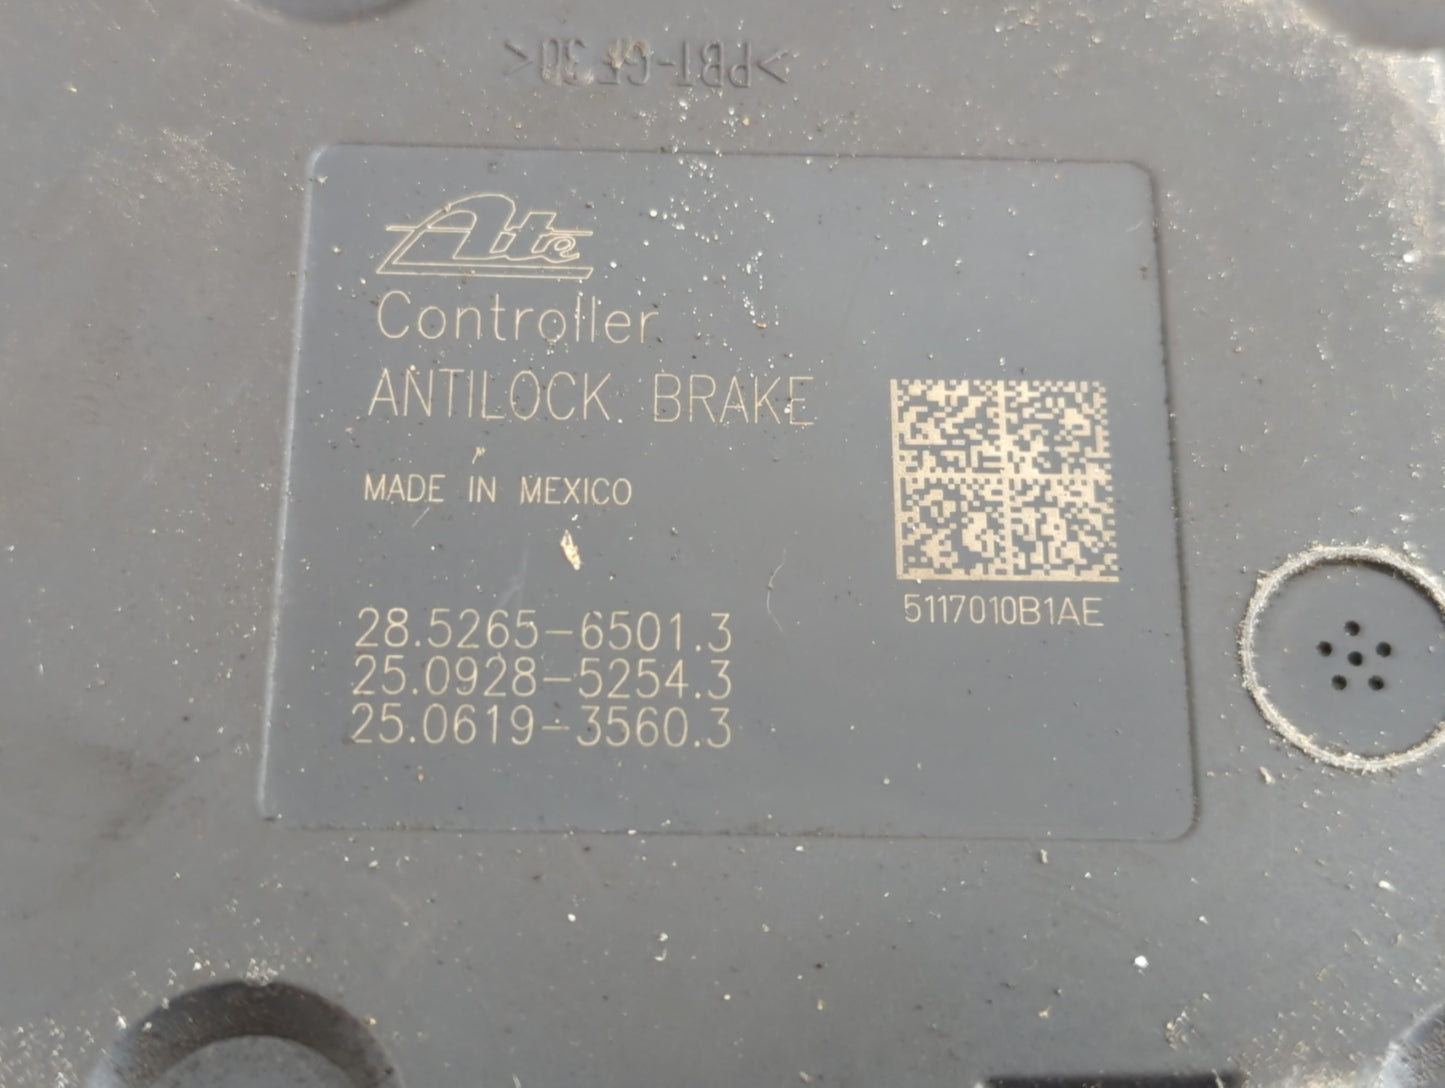 >PBT-GF30<
Ate
Controller
ANTILOCK BRAKE
MADE IN MEXICO
5117010B1AE
28.5265-6501.3
25.0928-5254.3
25.0619-3560.3